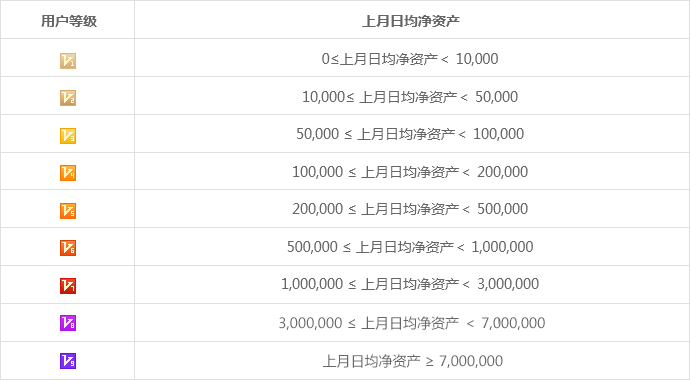 用户等级 上月日均净资产
V1 0≤上月日均净资产< 10,000
V2 10,000≤ 上月日均净资产< 50,000
V3 50,000 ≤ 上月日均净资产< 100,000
V4 100,000 ≤ 上月日均净资产< 200,000
V5 200,000 ≤ 上月日均净资产< 500,000
V6 500,000 ≤ 上月日均净资产< 1,000,000
V7 1,000,000 ≤ 上月日均净资产< 3,000,000
V8 3,000,000 ≤ 上月日均净资产 < 7,000,000
V9 上月日均净资产 ≥ 7,000,000